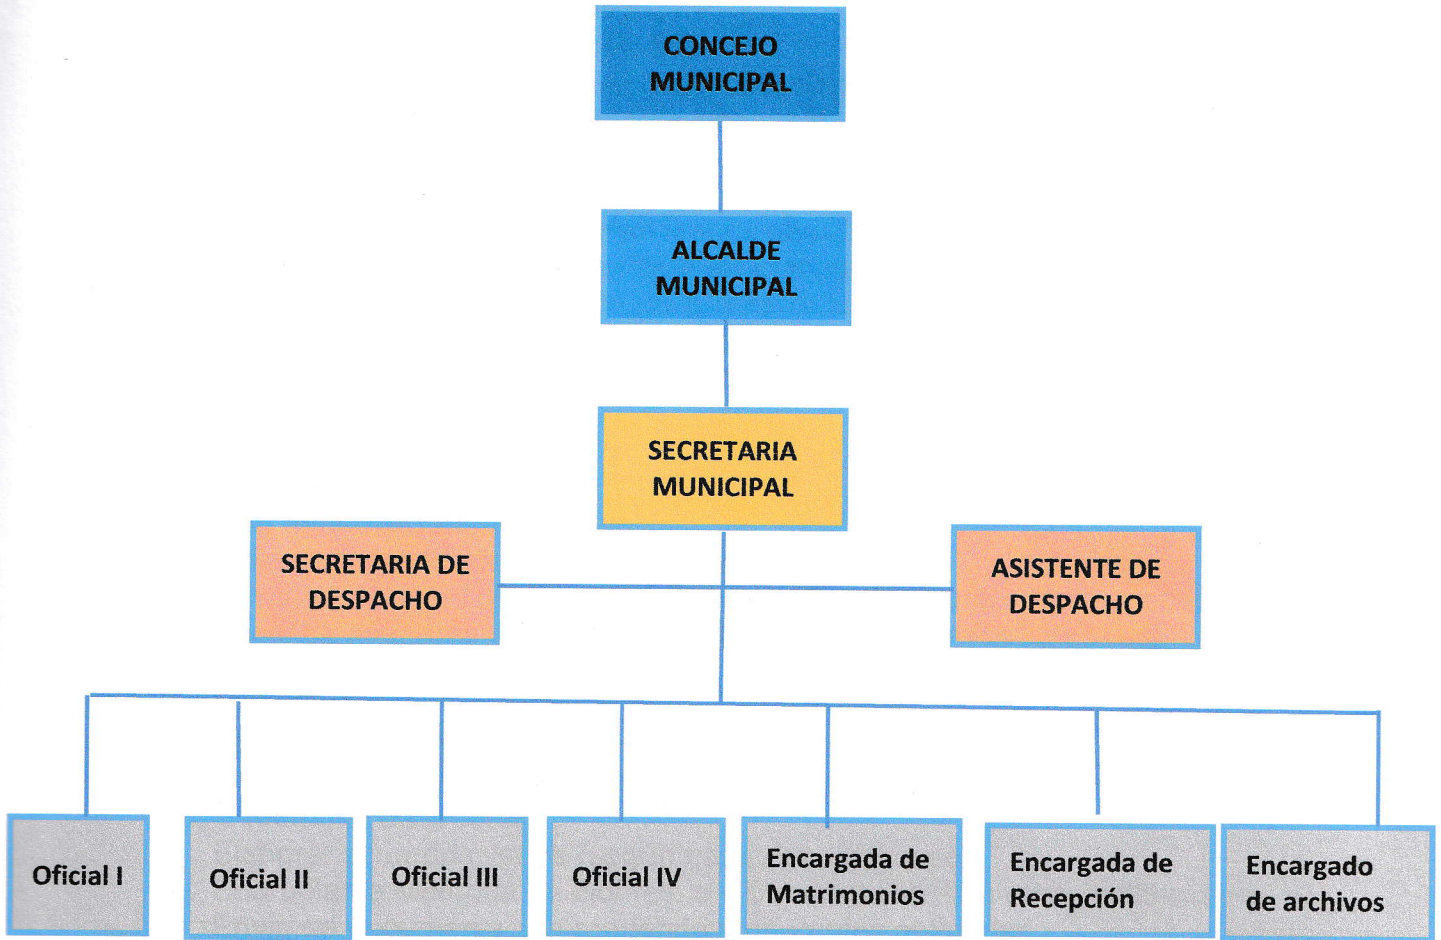 CONCEJO
MUNICIPAL
ALCALDE
MUNICIPAL
SECRETARIA
MUNICIPAL
SECRETARIA DE
DESPACHO
ASISTENTE DE
DESPACHO
Oficial I
Oficial II
Oficial III
Oficial IV
Encargada de
Matrimonios
Encargada de
Recepción
Encargado
de archivos